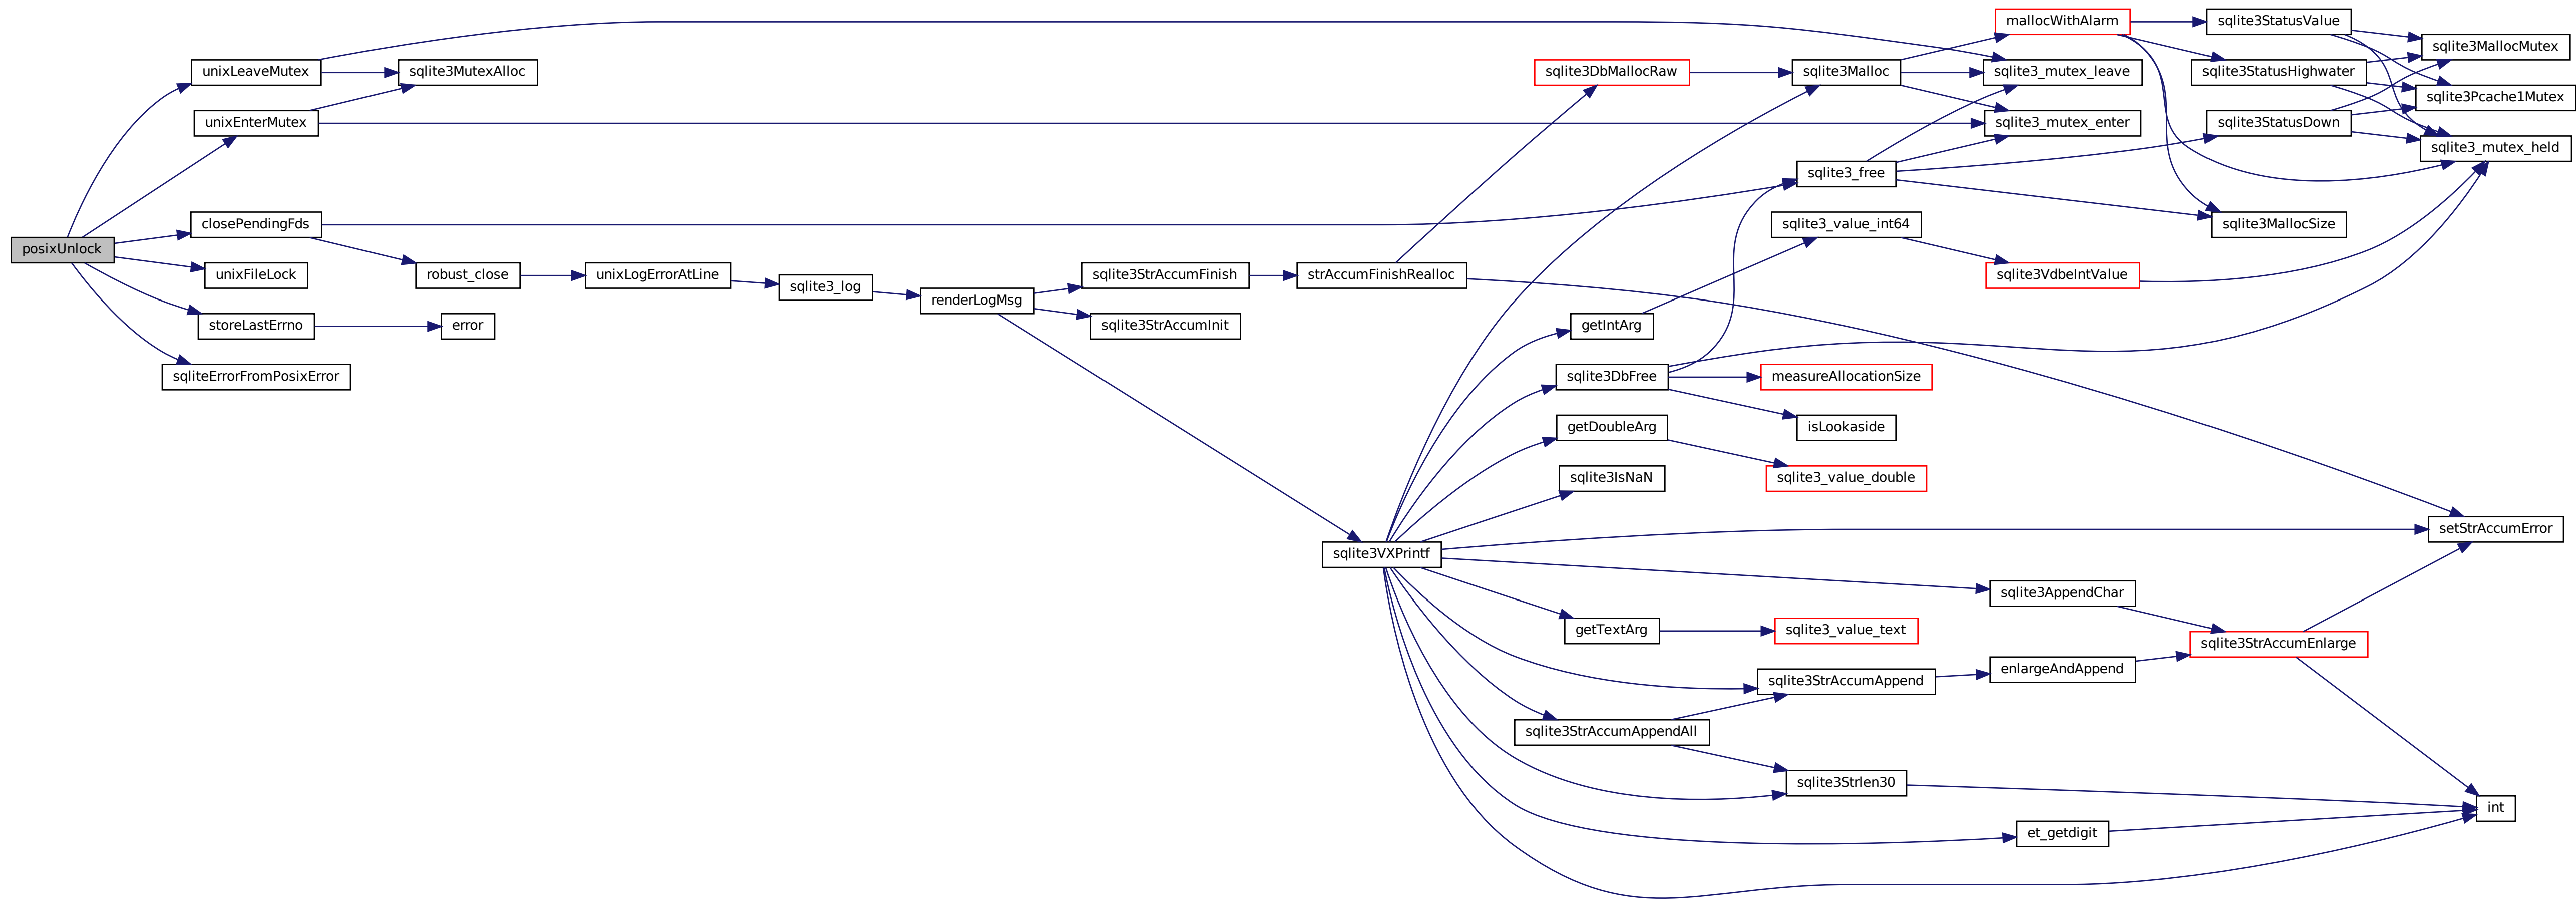 posixUnlock
unixLeaveMutex
sqlite3MutexAlloc
unixEnterMutex
closePendingFds
unixFileLock
storeLastErrno
error
sqliteErrorFromPosixError
robust_close
unixLogErrorAtLine
sqlite3_log
renderLogMsg
sqlite3StrAccumFinish
sqlite3StrAccumInit
strAccumFinishRealloc
sqlite3VXPrintf
sqlite3DbMallocRaw
sqlite3Malloc
mallocWithAlarm
sqlite3_mutex_leave
sqlite3_mutex_enter
sqlite3StatusValue
sqlite3StatusHighwater
sqlite3StatusDown
sqlite3MallocMutex
sqlite3Pcache1Mutex
sqlite3_mutex_held
sqlite3_free
sqlite3MallocSize
sqlite3_value_int64
sqlite3VdbeIntValue
getIntArg
sqlite3DbFree
measureAllocationSize
isLookaside
getDoubleArg
sqlite3_value_double
sqlite3IsNaN
setStrAccumError
sqlite3AppendChar
getTextArg
sqlite3_value_text
sqlite3StrAccumEnlarge
enlargeAndAppend
sqlite3StrAccumAppend
sqlite3StrAccumAppendAll
sqlite3Strlen30
int
et_getdigit